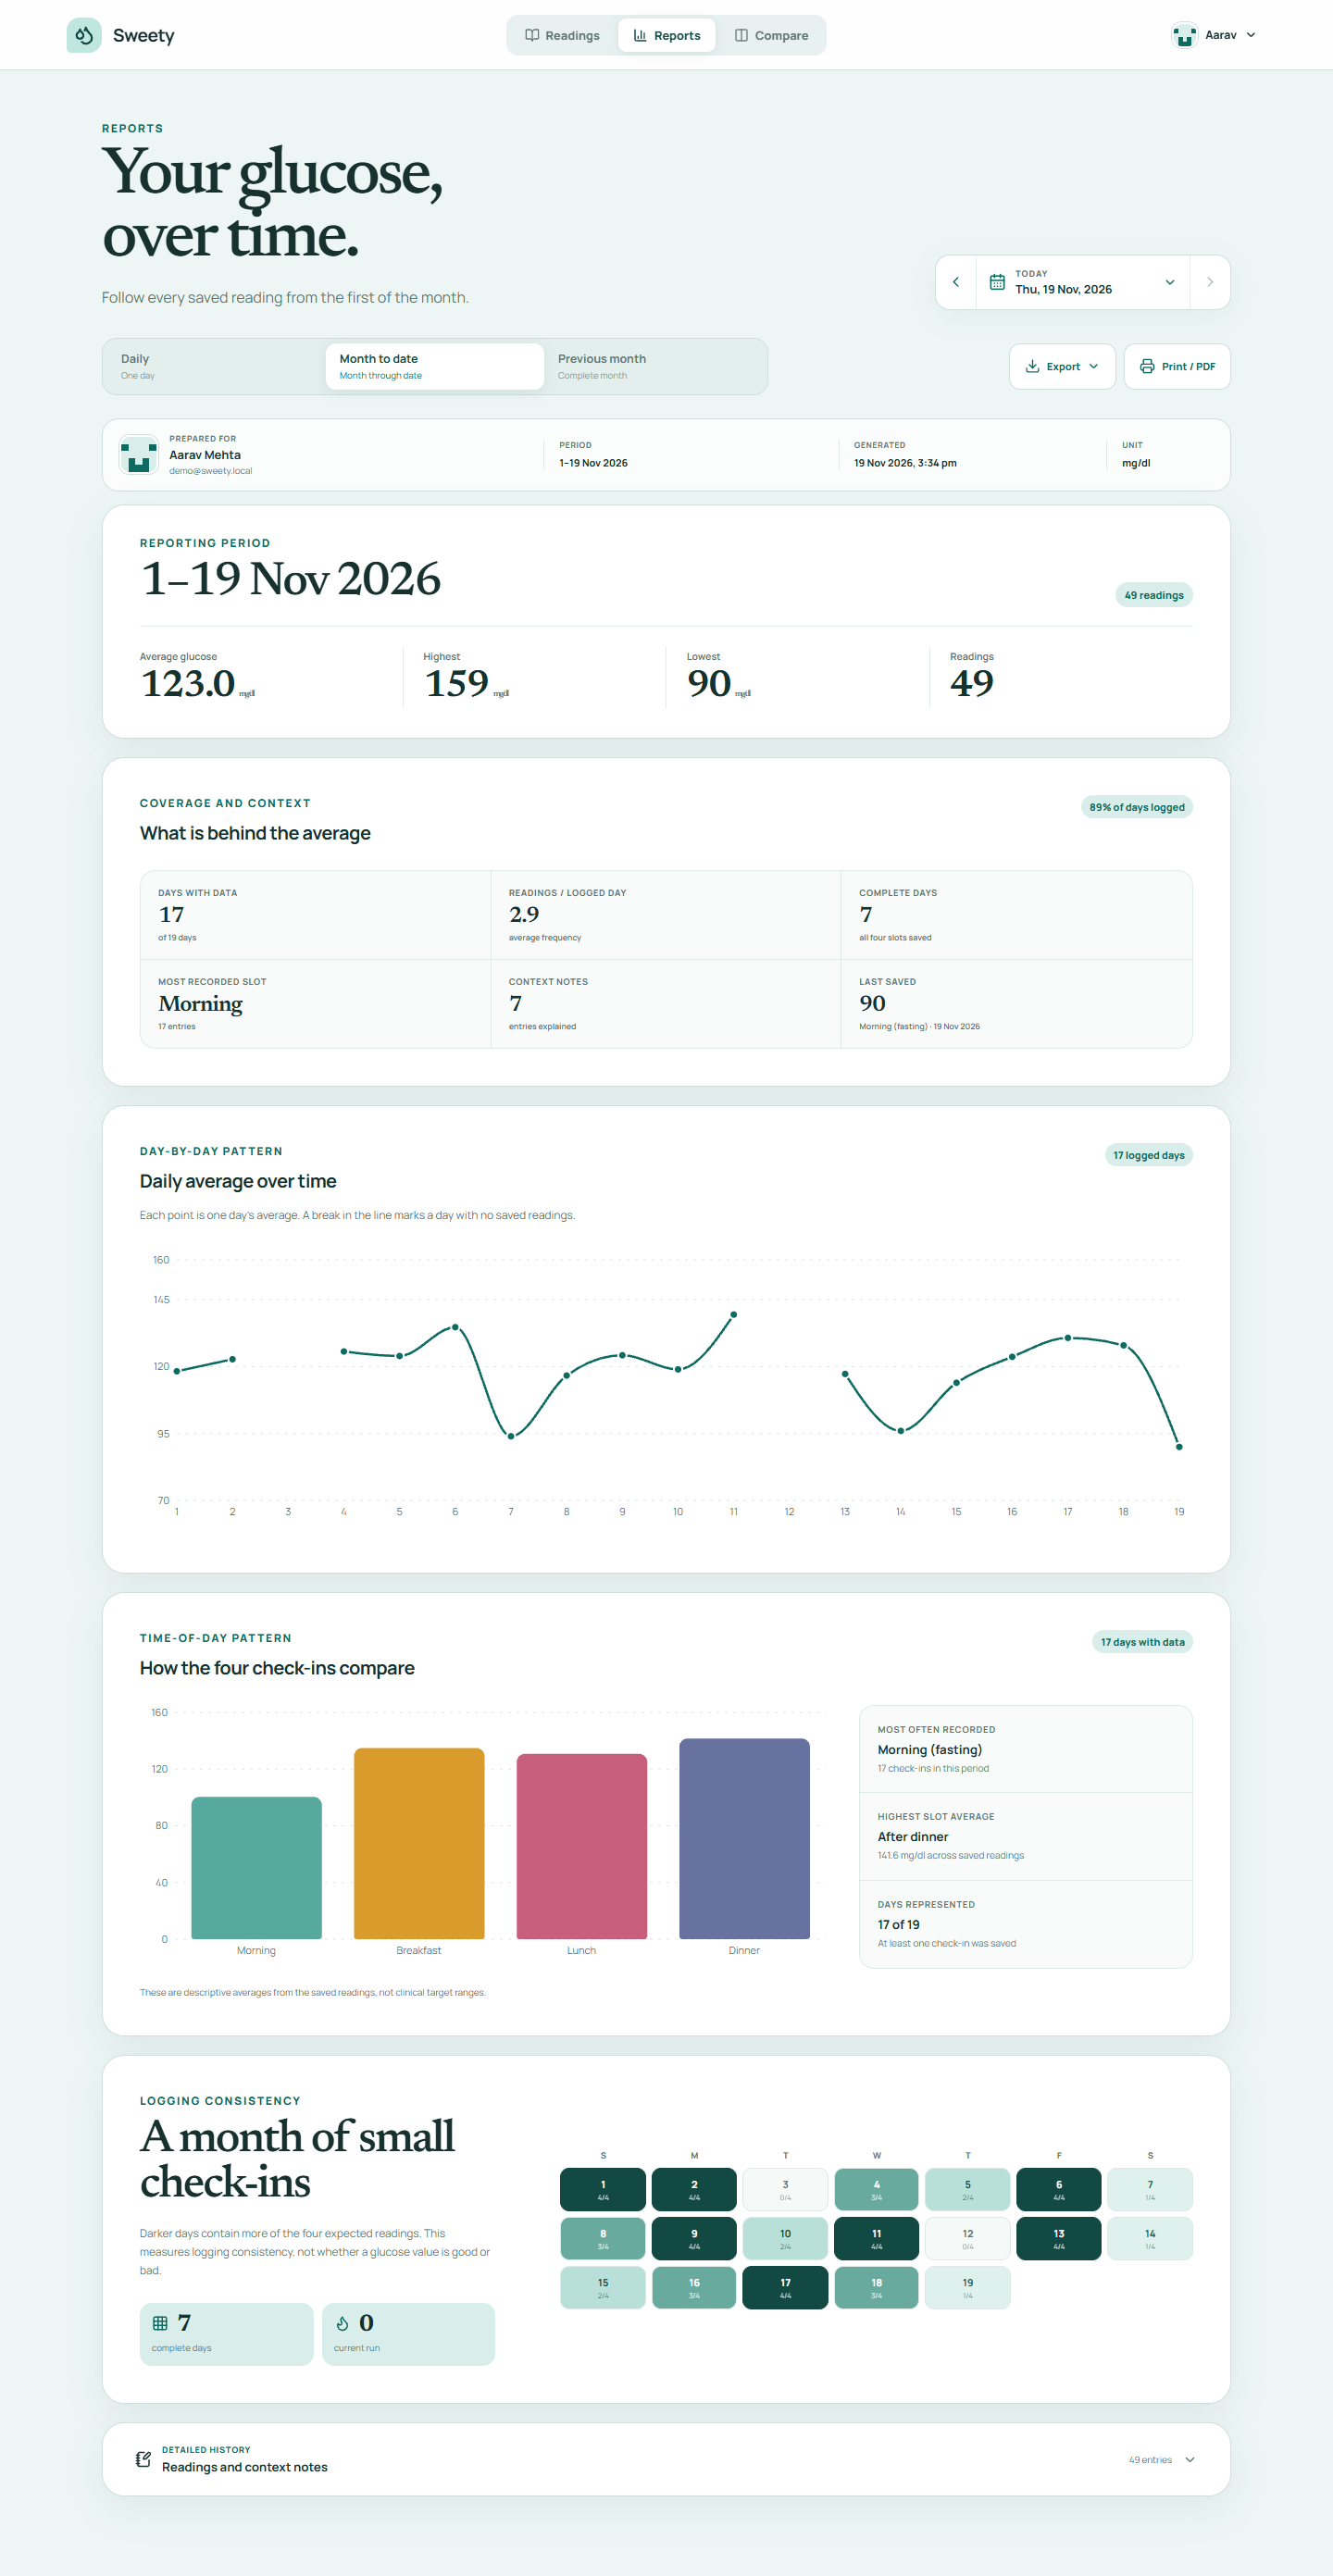 Sweety
Readings
Reports
Compare
Aarav
REPORTS
Your glucose,
over time.
Follow every saved reading from the first of the month.
TODAY
Thu, 19 Nov, 2026
Daily
One day
Month to date
Month through date
Previous month
Complete month
Export
Print / PDF
PREPARED FOR
Aarav Mehta
demo@sweety.local
PERIOD
1–19 Nov 2026
GENERATED
19 Nov 2026, 3:34 pm
UNIT
mg/dl
REPORTING PERIOD
1–19 Nov 2026
49 readings
Average glucose
123.0 mg/dl
Highest
159 mg/dl
Lowest
90 mg/dl
Readings
49
COVERAGE AND CONTEXT
What is behind the average
89% of days logged
DAYS WITH DATA
17
of 19 days
READINGS / LOGGED DAY
2.9
average frequency
COMPLETE DAYS
7
all four slots saved
MOST RECORDED SLOT
Morning
17 entries
CONTEXT NOTES
7
entries explained
LAST SAVED
90
Morning (fasting) · 19 Nov 2026
DAY-BY-DAY PATTERN
Daily average over time
17 logged days
Each point is one day's average. A break in the line marks a day with no saved readings.
160
145
120
95
70
1 2 3 4 5 6 7 8 9 10 11 12 13 14 15 16 17 18 19
TIME-OF-DAY PATTERN
How the four check-ins compare
17 days with data
160
120
80
40
0
Morning Breakfast Lunch Dinner
MOST OFTEN RECORDED
Morning (fasting)
17 check-ins in this period
HIGHEST SLOT AVERAGE
After dinner
141.6 mg/dl across saved readings
DAYS REPRESENTED
17 of 19
At least one check-in was saved
These are descriptive averages from the saved readings, not clinical target ranges.
LOGGING CONSISTENCY
A month of small
check-ins
Darker days contain more of the four expected readings. This
measures logging consistency, not whether a glucose value is good or
bad.
7
complete days
0
current run
S M T W T F S
1 2 3 4 5 6 7
4/4 4/4 0/4 3/4 2/4 4/4 1/4
8 9 10 11 12 13 14
3/4 4/4 2/4 4/4 0/4 4/4 1/4
15 16 17 18 19
2/4 3/4 4/4 3/4 1/4
DETAILED HISTORY
Readings and context notes
49 entries